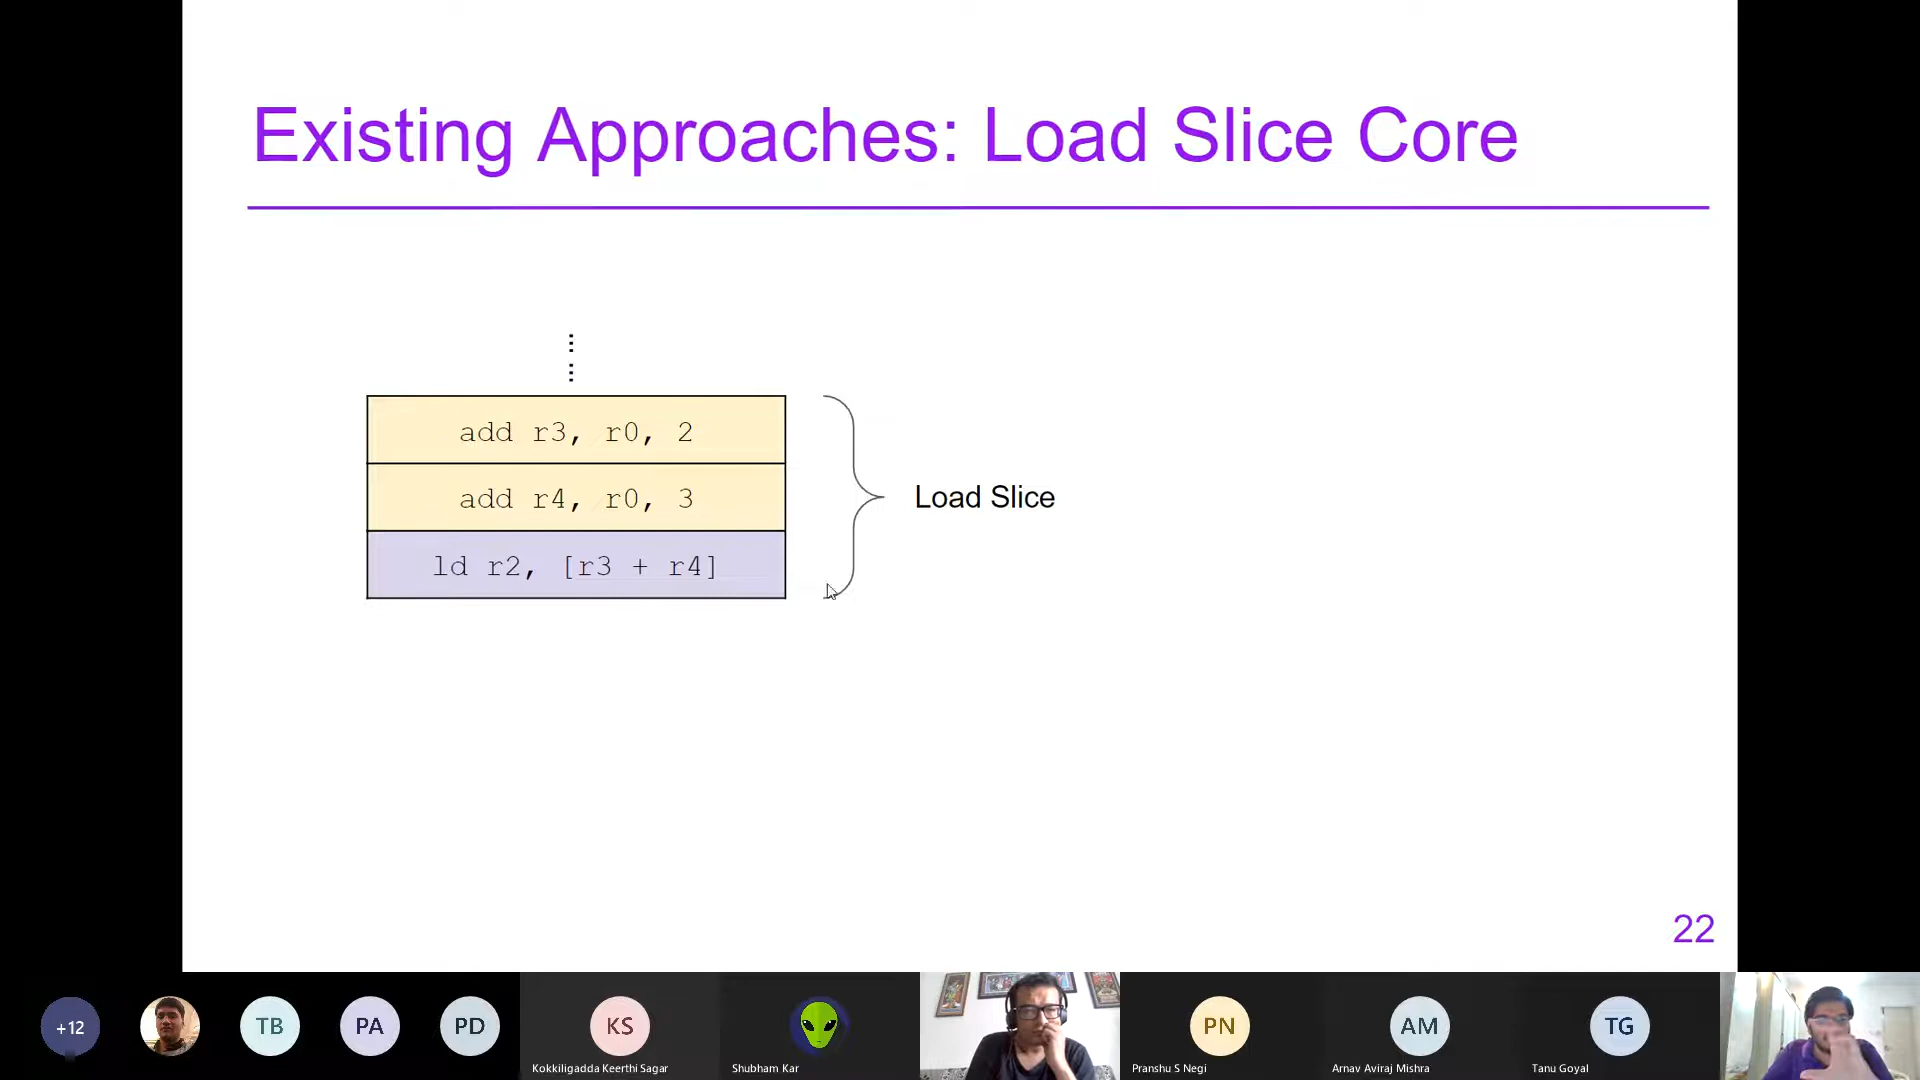 Existing Approaches: Load Slice Core
add r3, r0, 2
add r4, r0, 3
ld r2, [r3 + r4]
Load Slice
22
+12
TB
PA
PD
KS
PN
AM
TG
Kokkiligadda Keerthi Sagar
Shubham Kar
Pranshu S Negi
Arnav Aviraj Mishra
Tanu Goyal